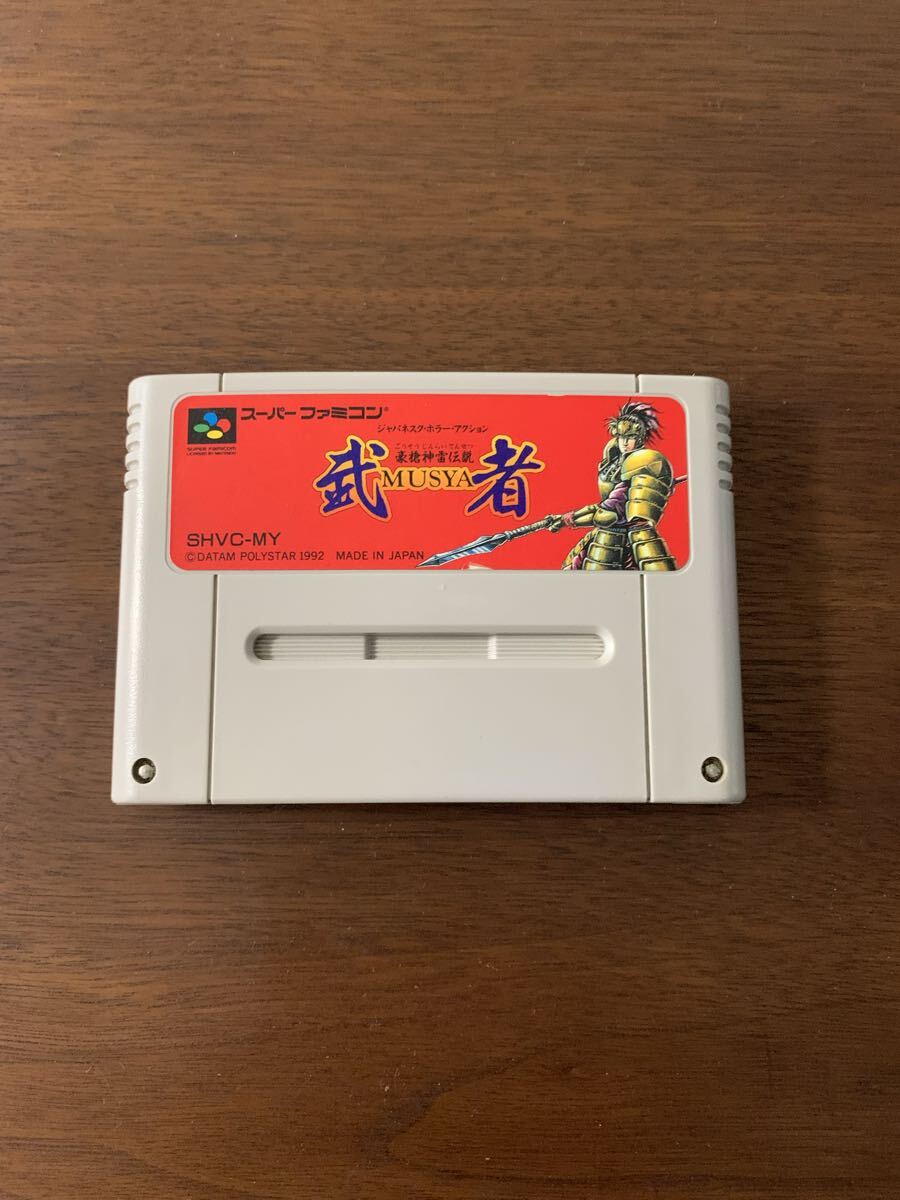 スーパーファミコン®
SUPER FAMICOM
LICENSED BY NINTENDO
ジャパネスク・ホラー・アクション
ごうそうじんらいでんせつ
豪槍神雷伝説
武者
MUSYA
SHVC-MY
©DATAM POLYSTAR 1992 MADE IN JAPAN